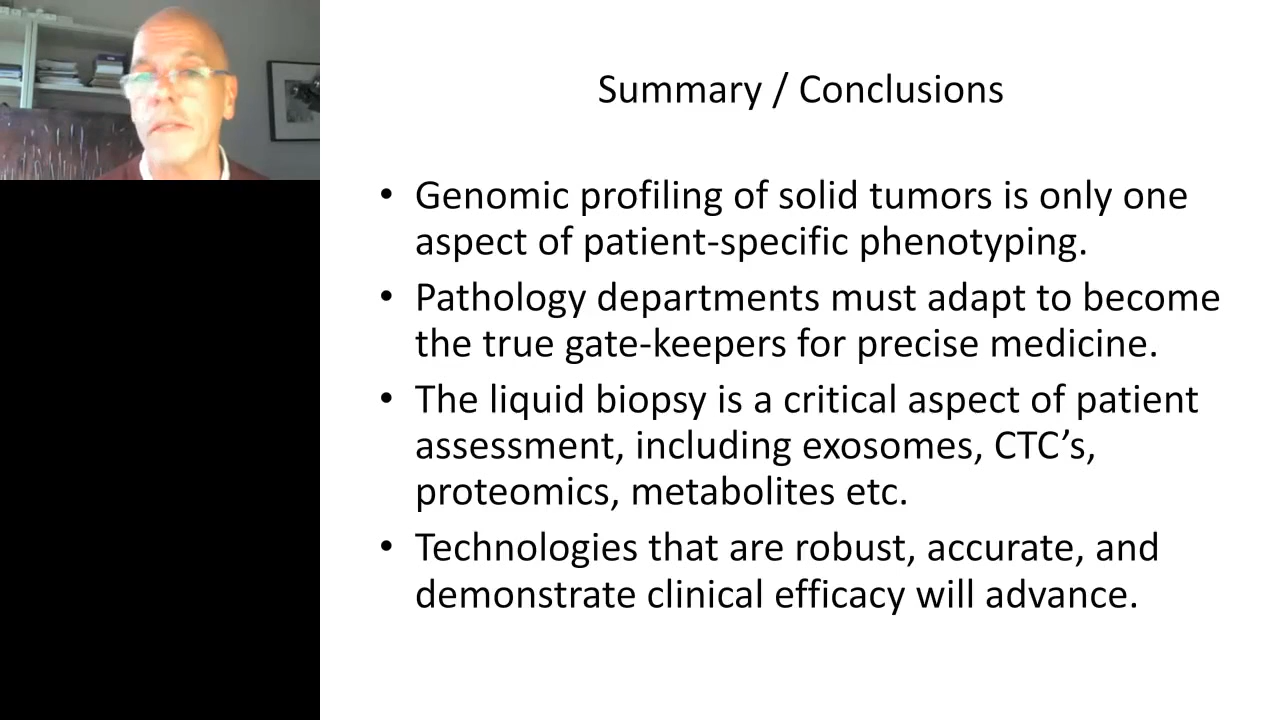 Summary / Conclusions
• Genomic profiling of solid tumors is only one
aspect of patient-specific phenotyping.
• Pathology departments must adapt to become
the true gate-keepers for precise medicine.
• The liquid biopsy is a critical aspect of patient
assessment, including exosomes, CTC’s,
proteomics, metabolites etc.
• Technologies that are robust, accurate, and
demonstrate clinical efficacy will advance.